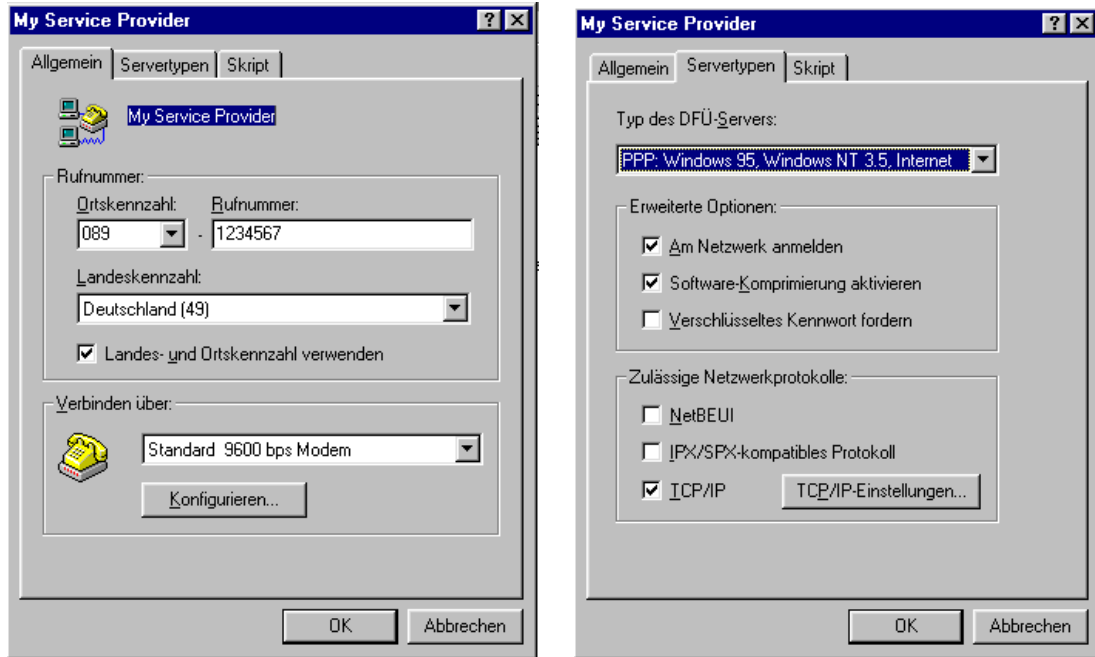 My Service Provider
Allgemein Servertypen Skript
My Service Provider
Rufnummer:
Ortskennzahl: Rufnummer:
089 - 1234567
Landeskennzahl:
Deutschland (49)
Landes- und Ortskennzahl verwenden
Verbinden über:
Standard 9600 bps Modem
Konfigurieren...
OK Abbrechen
My Service Provider
Allgemein Servertypen Skript
Typ des DFÜ-Servers:
PPP: Windows 95, Windows NT 3.5, Internet
Erweiterte Optionen:
Am Netzwerk anmelden
Software-Komprimierung aktivieren
Verschlüsseltes Kennwort fordern
Zulässige Netzwerkprotokolle:
NetBEUI
IPX/SPX-kompatibles Protokoll
TCP/IP TCP/IP-Einstellungen...
OK Abbrechen